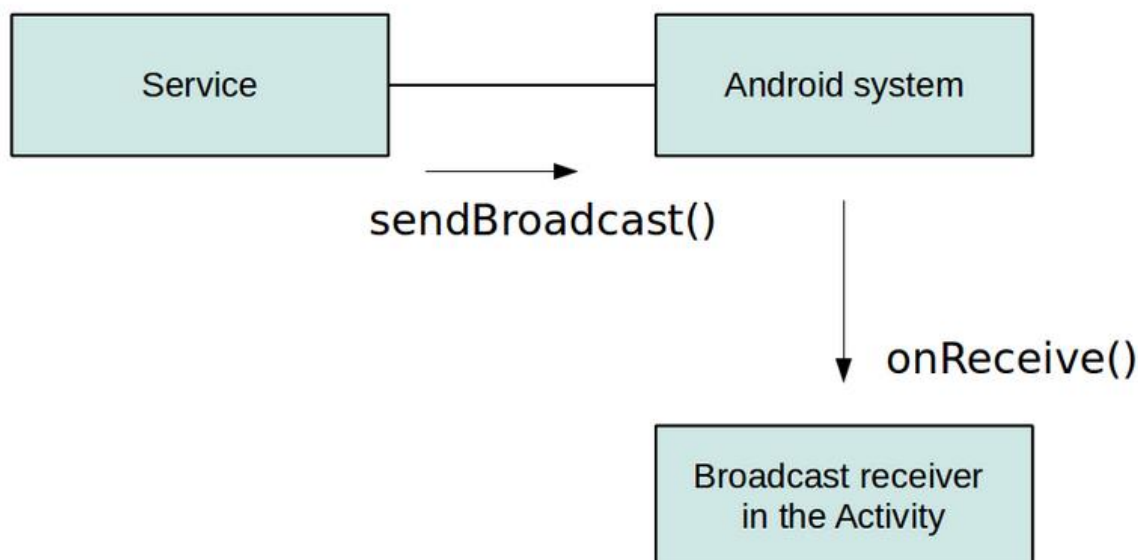 Service
Android system
sendBroadcast()
onReceive()
Broadcast receiver
in the Activity